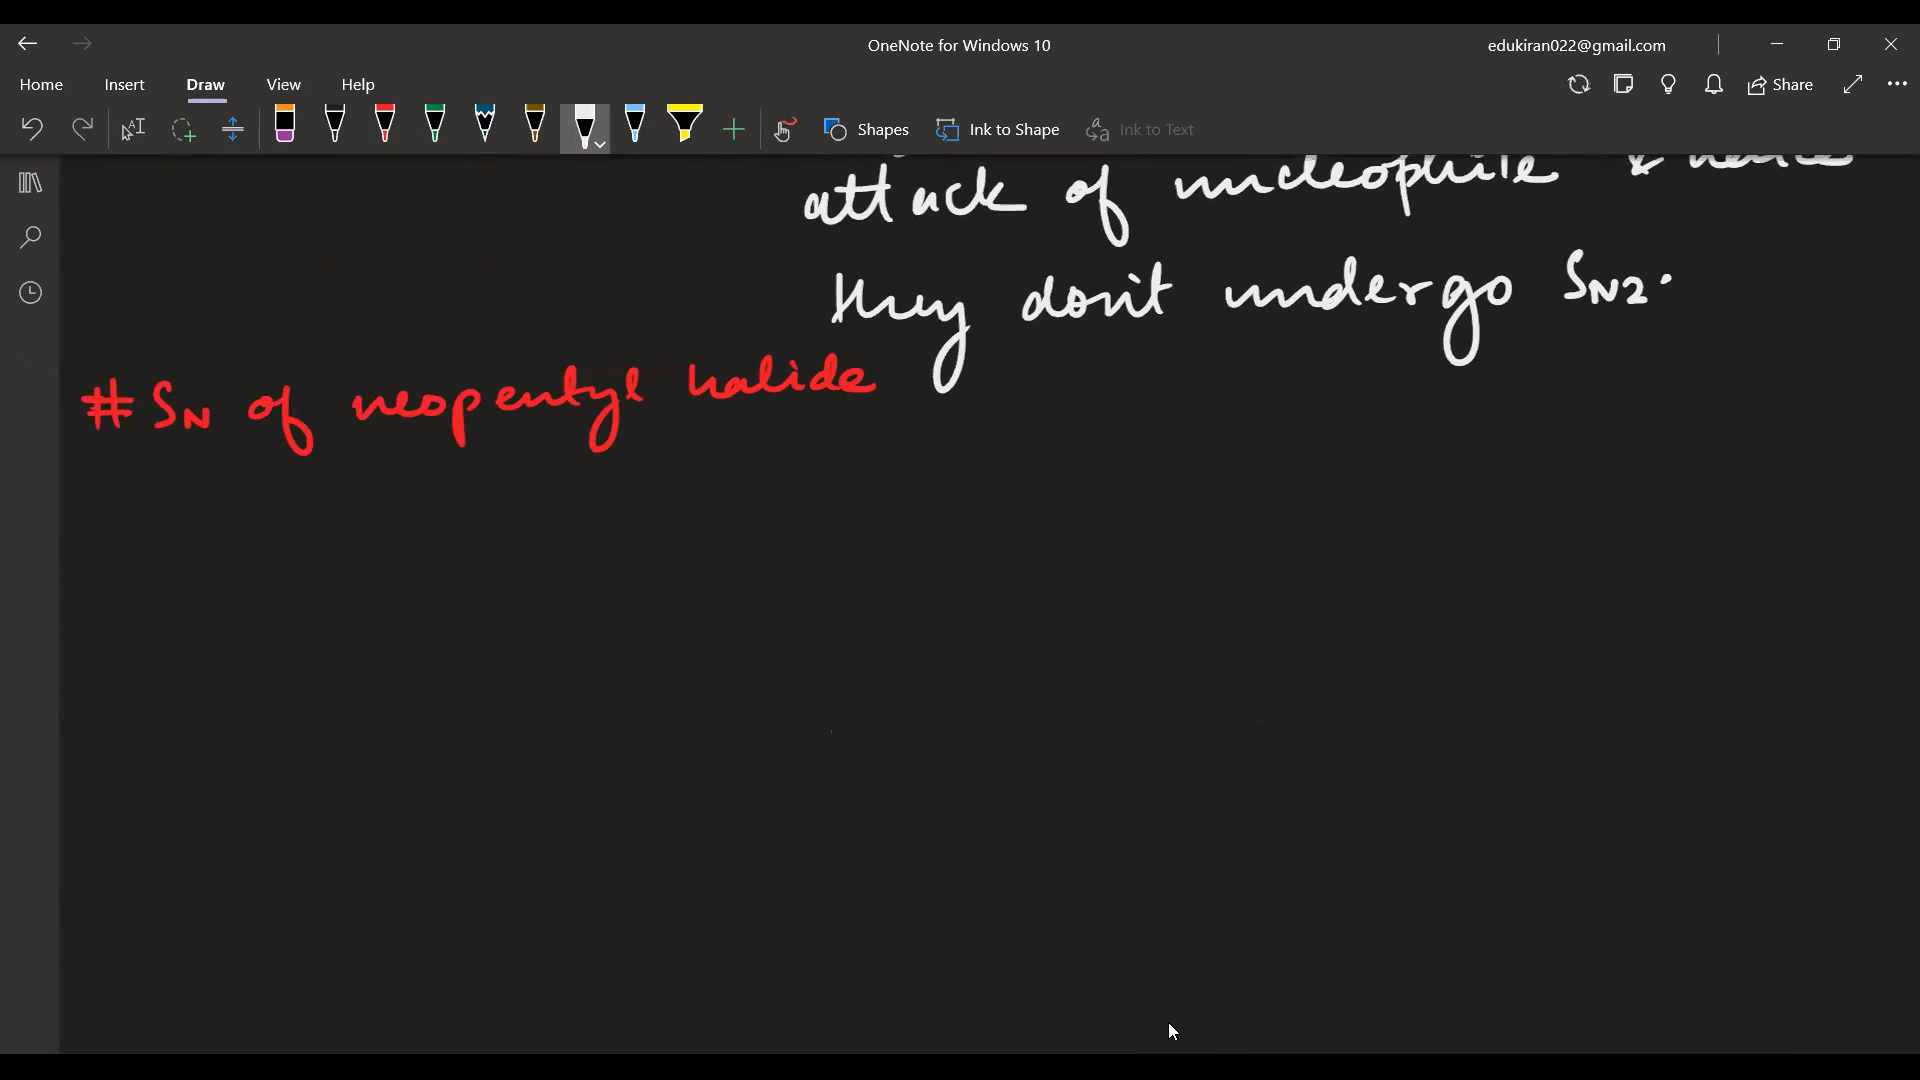 OneNote for Windows 10
edukiran022@gmail.com
Home Insert Draw View Help
Share
Shapes Ink to Shape Ink to Text
attack of nucleophile &
they don't undergo SN2.
# SN of neopentyl halide